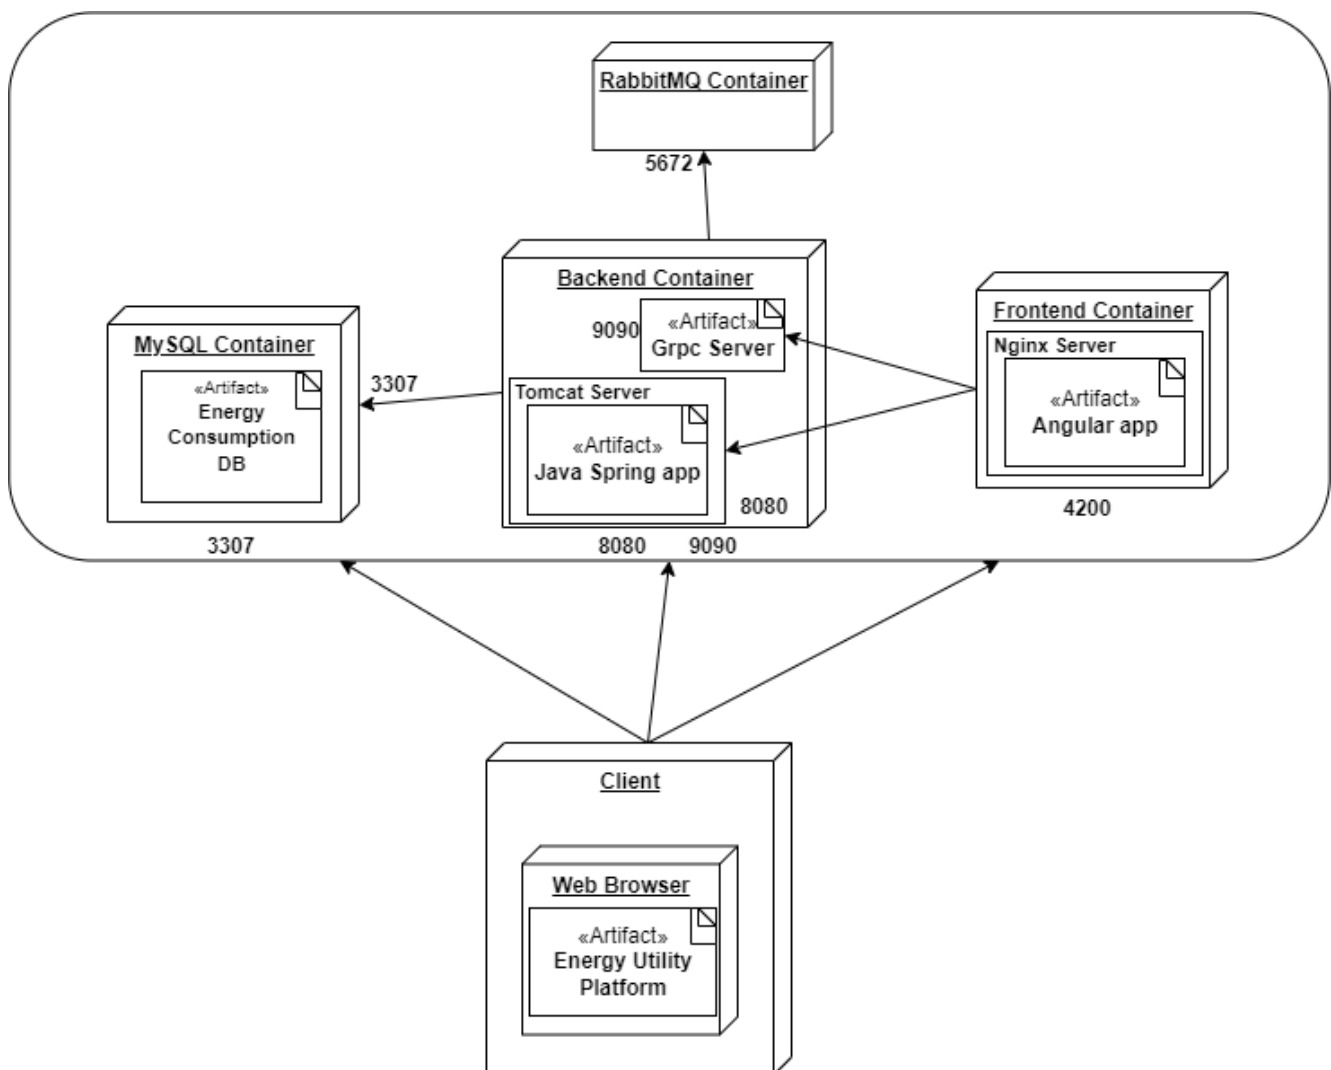 RabbitMQ Container
5672
Backend Container
9090
«Artifact»
Grpc Server
Tomcat Server
«Artifact»
Java Spring app
8080
8080
9090
Frontend Container
Nginx Server
«Artifact»
Angular app
4200
MySQL Container
«Artifact»
Energy
Consumption
DB
3307
3307
Client
Web Browser
«Artifact»
Energy Utility
Platform